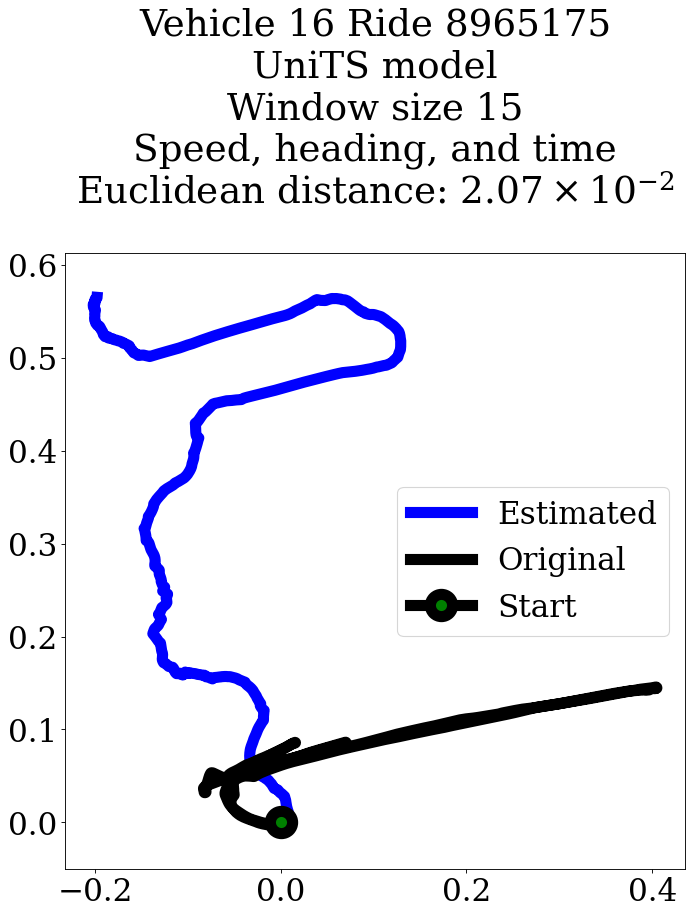 Vehicle 16 Ride 8965175
UniTS model
Window size 15
Speed, heading, and time
Euclidean distance: 2.07 × 10⁻²
0.6
0.5
0.4
0.3
0.2
0.1
0.0
Estimated
Original
Start
−0.2 0.0 0.2 0.4